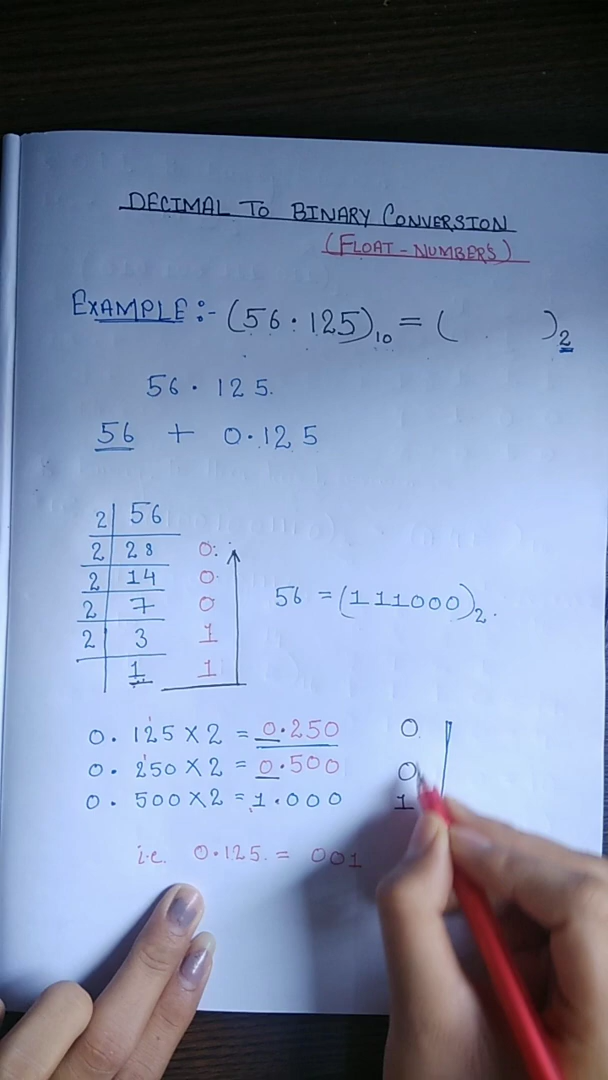 DECIMAL TO BINARY CONVERSION
(FLOAT-NUMBERS)
EXAMPLE:- (56.125)10 = (    )2
56.125.
56 + 0.125
2 56
2 28 0.
2 14 0.
2 7 0
2 3 1
1 1
56 = (111000)2.
0.125 X 2 = 0.250 0
0.250 X 2 = 0.500 0
0.500 X 2 = 1.000 1
i.e. 0.125. = 001